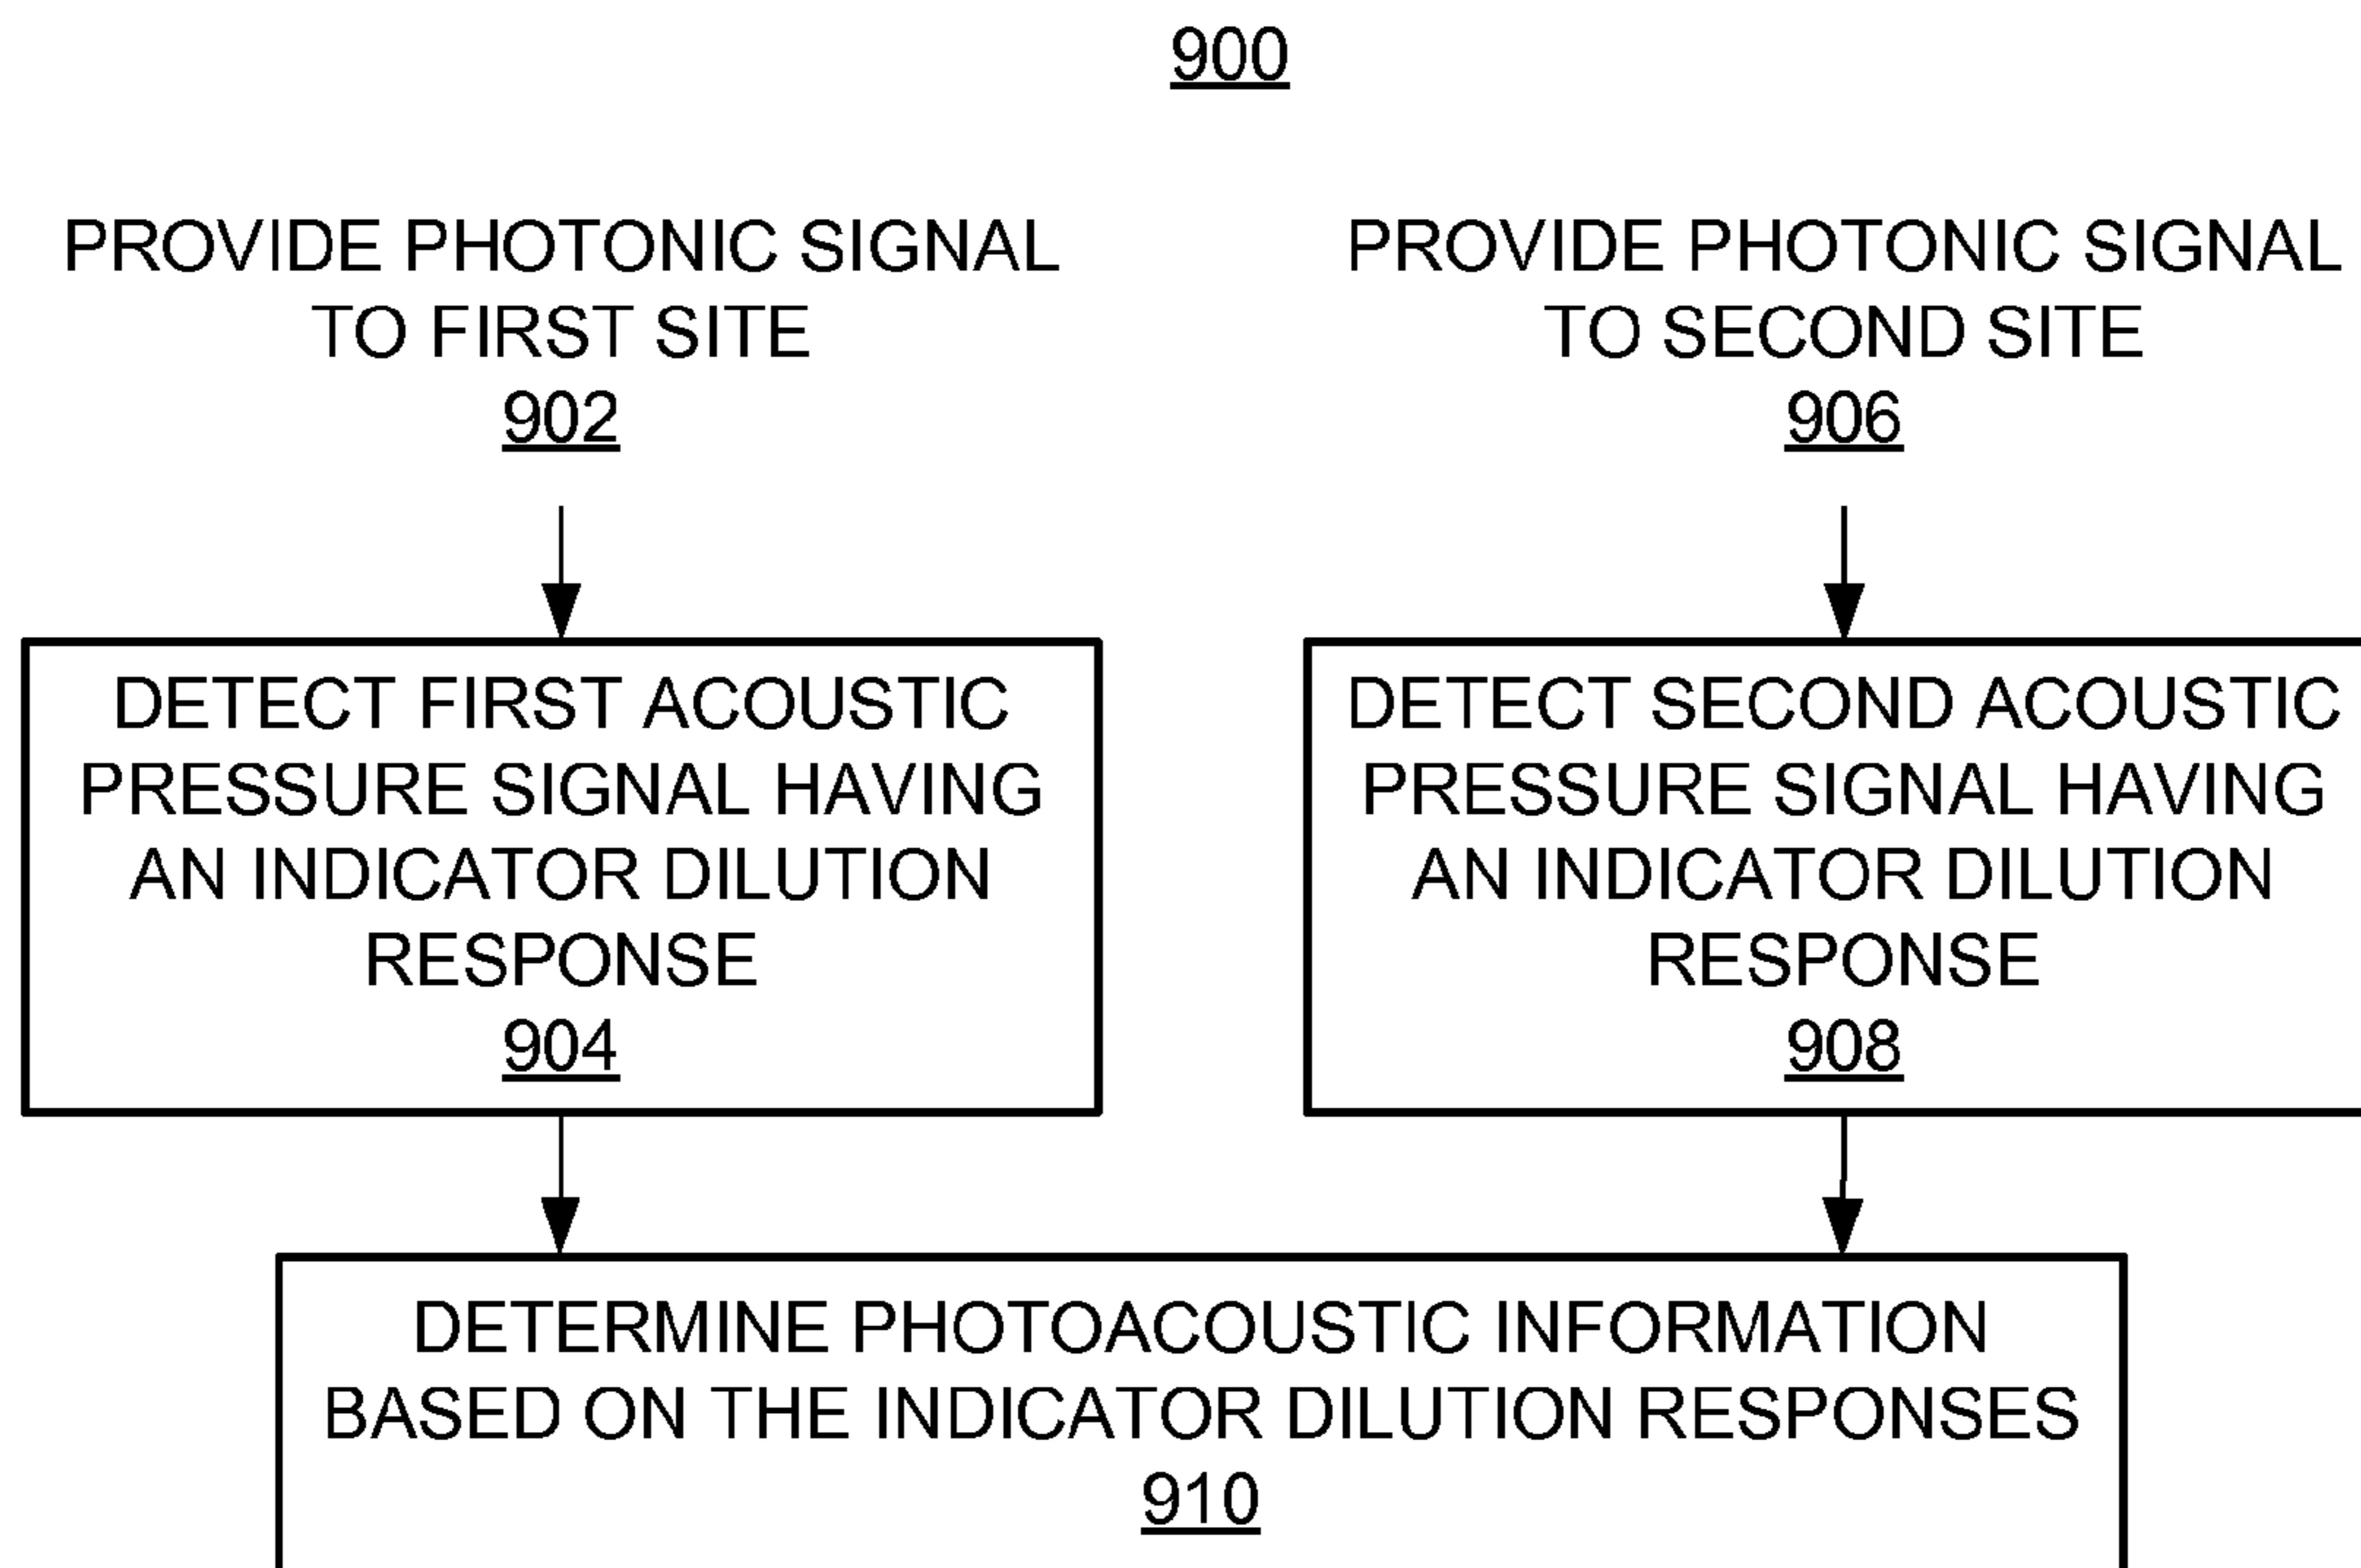 900
PROVIDE PHOTONIC SIGNAL
TO FIRST SITE
902
PROVIDE PHOTONIC SIGNAL
TO SECOND SITE
906
DETECT FIRST ACOUSTIC
PRESSURE SIGNAL HAVING
AN INDICATOR DILUTION
RESPONSE
904
DETECT SECOND ACOUSTIC
PRESSURE SIGNAL HAVING
AN INDICATOR DILUTION
RESPONSE
908
DETERMINE PHOTOACOUSTIC INFORMATION
BASED ON THE INDICATOR DILUTION RESPONSES
910